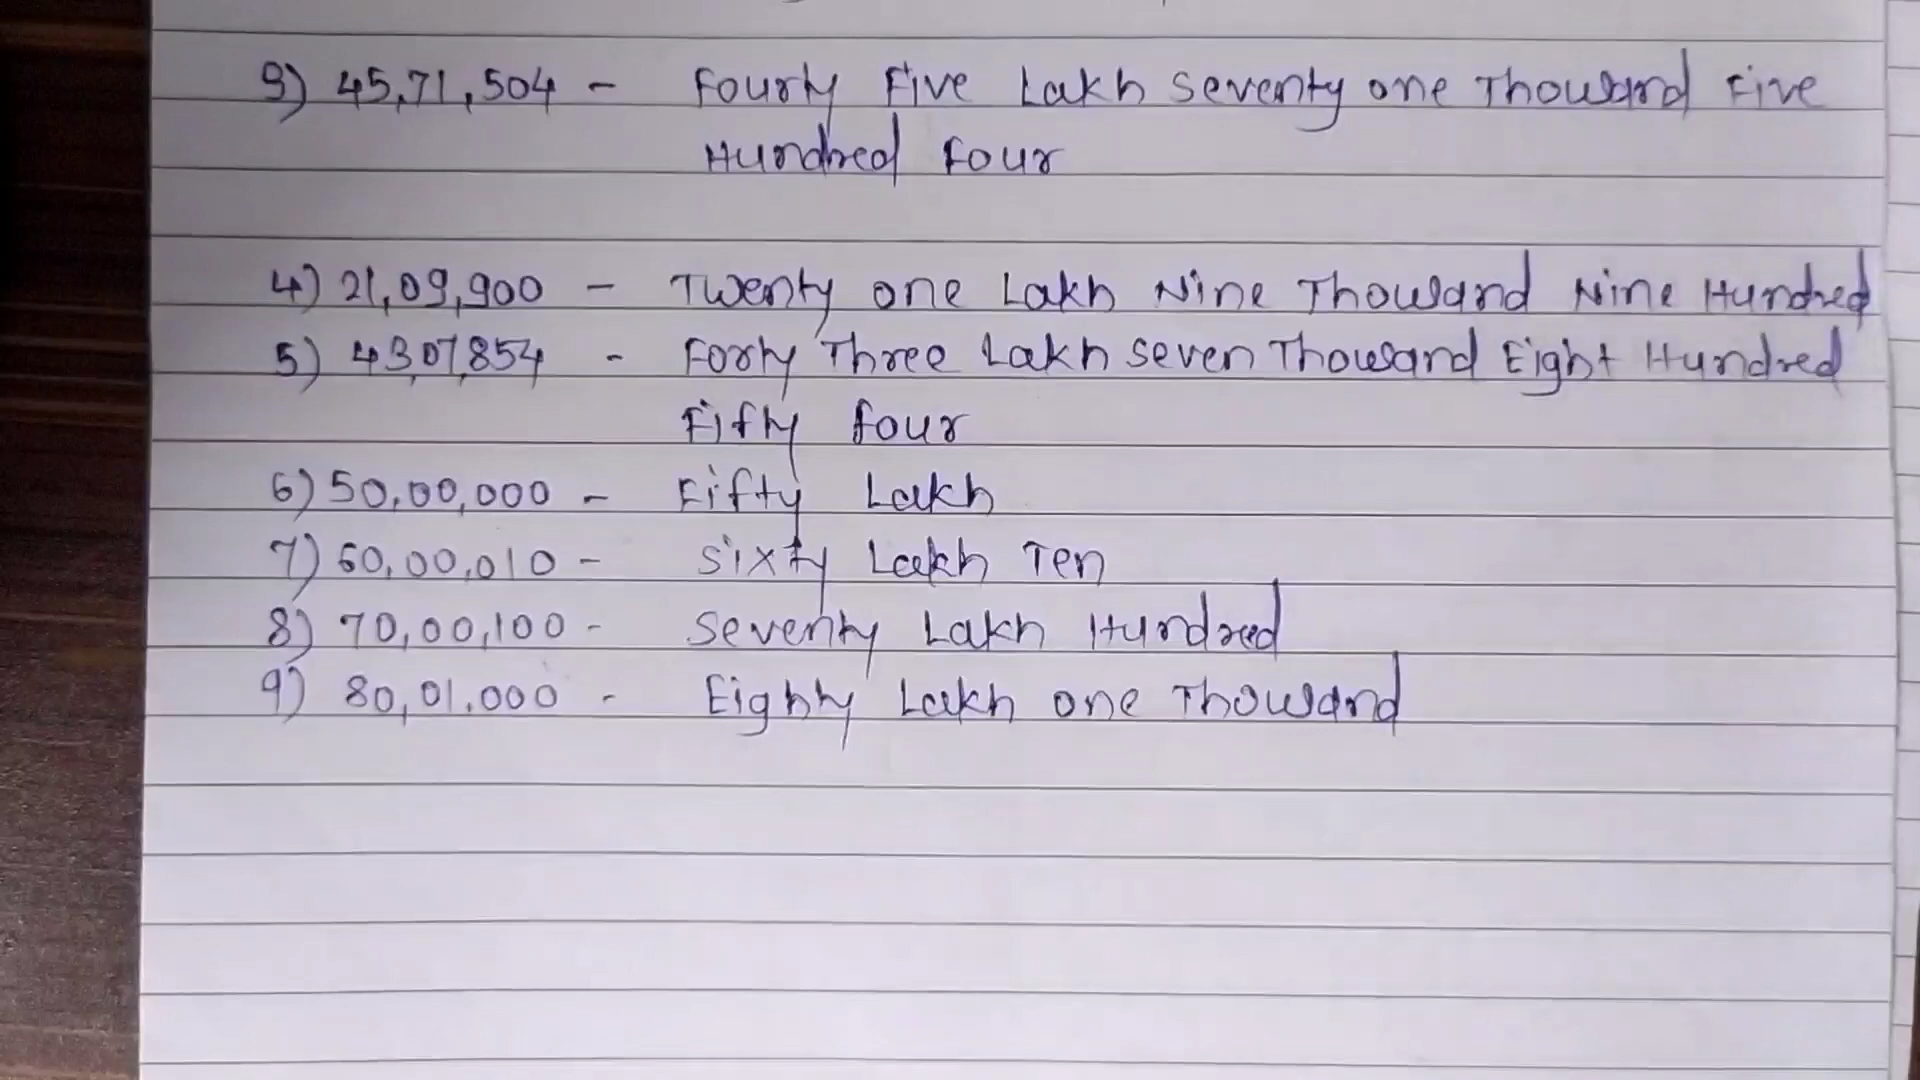 3) 45,71,504 - Fourty Five Lakh Seventy one Thousand Five
Hundred Four
4) 21,09,900 - Twenty one Lakh Nine Thousand Nine Hundred
5) 43,07,854 - Forty Three Lakh seven Thousand Eight Hundred
Fifty four
6) 50,00,000 - Fifty Lakh
7) 60,00,010 - Sixty Lakh Ten
8) 70,00,100 - Seventy Lakh Hundred
9) 80,01,000 - Eighty Lakh one Thousand